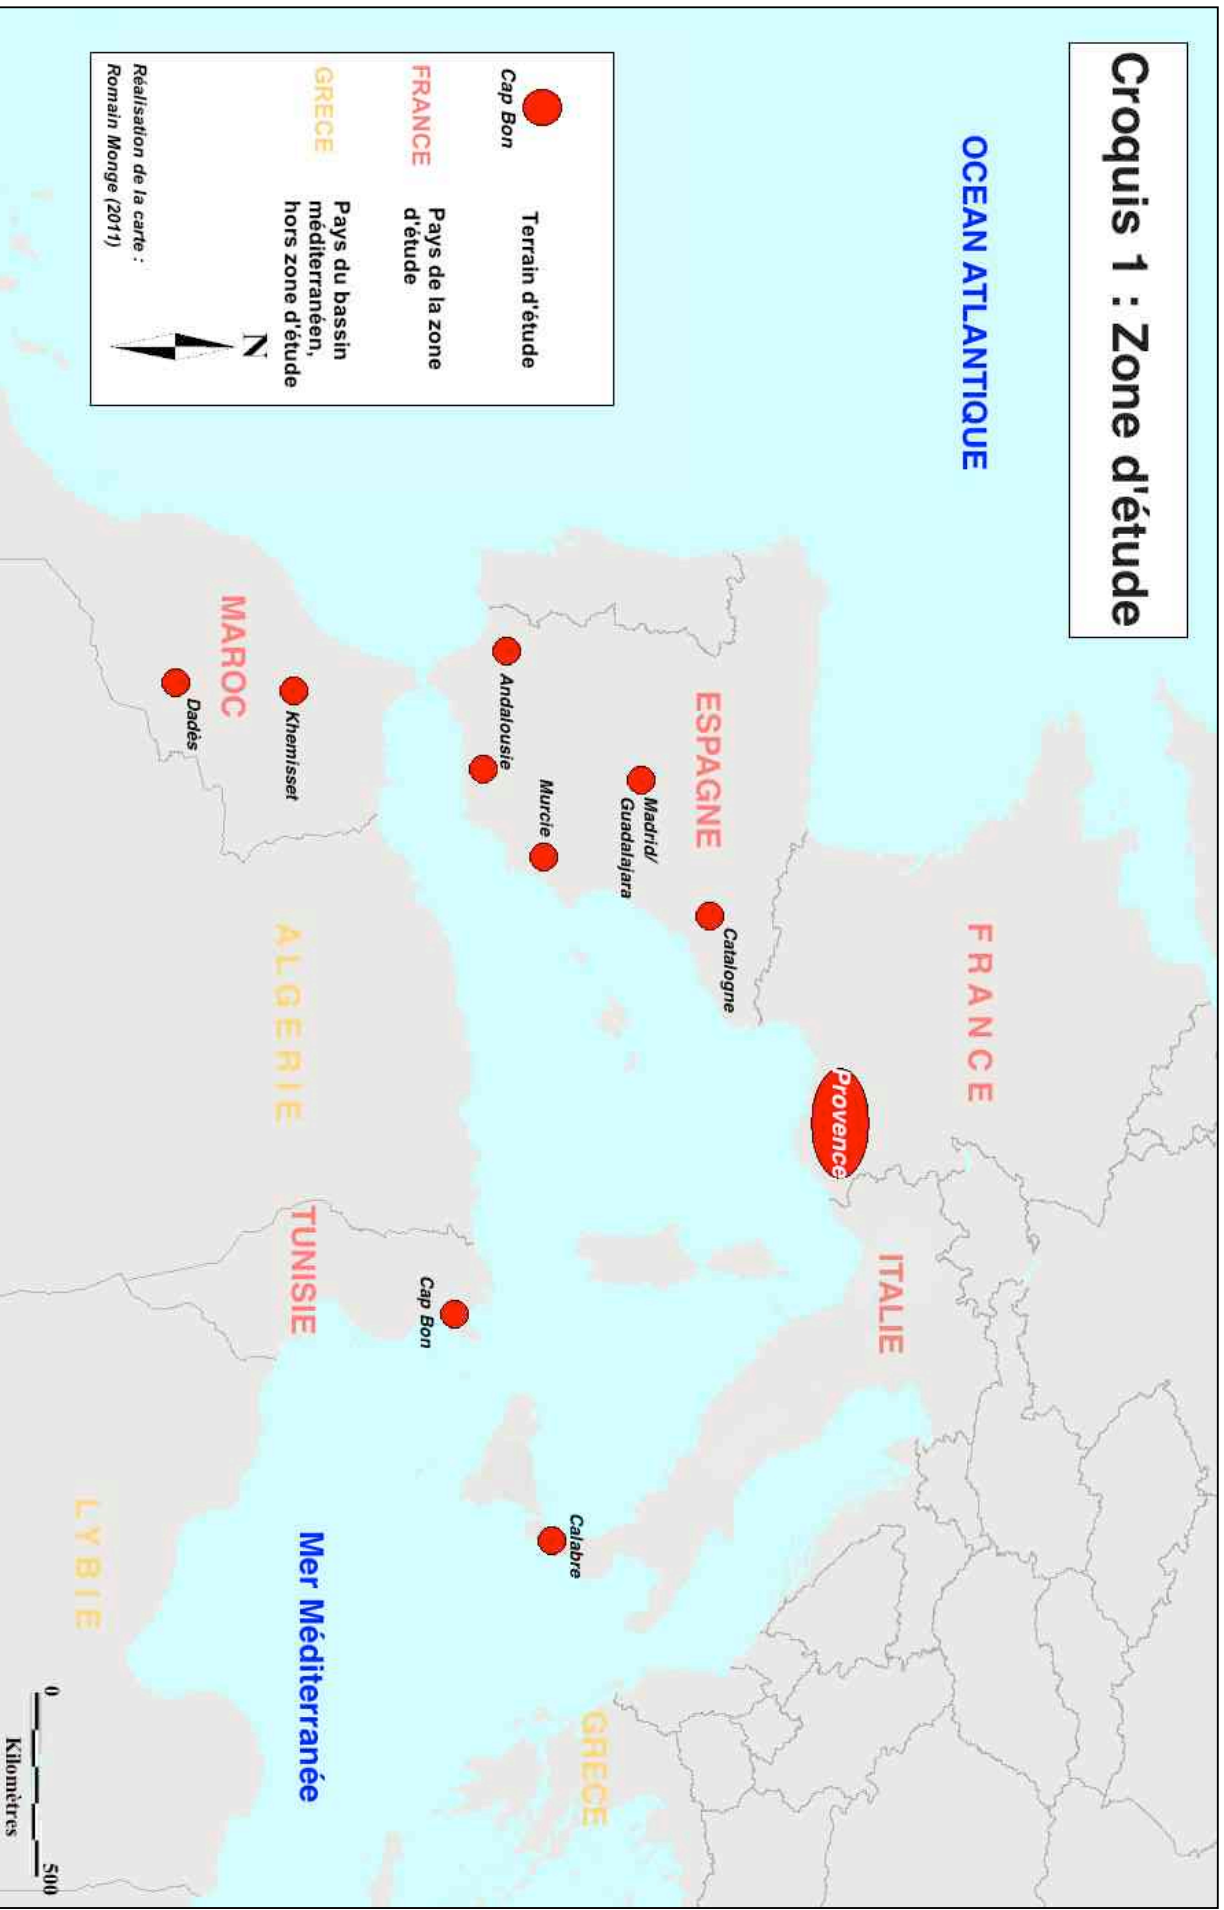 Croquis 1 : Zone d'étude
OCEAN ATLANTIQUE
FRANCE
ITALIE
Provence
ESPAGNE
Catalogne
Madrid/
Guadalajara
Murcie
Andalousie
GRECE
Calabre
Cap Bon
TUNISIE
Mer Méditerranée
ALGERIE
MAROC
Khemisset
Dadès
LYBIE
Cap Bon
Terrain d'étude
FRANCE
Pays de la zone
d'étude
GRECE
Pays du bassin
méditerranéen,
hors zone d'étude
N
Réalisation de la carte :
Romain Monge (2011)
0 500
Kilomètres